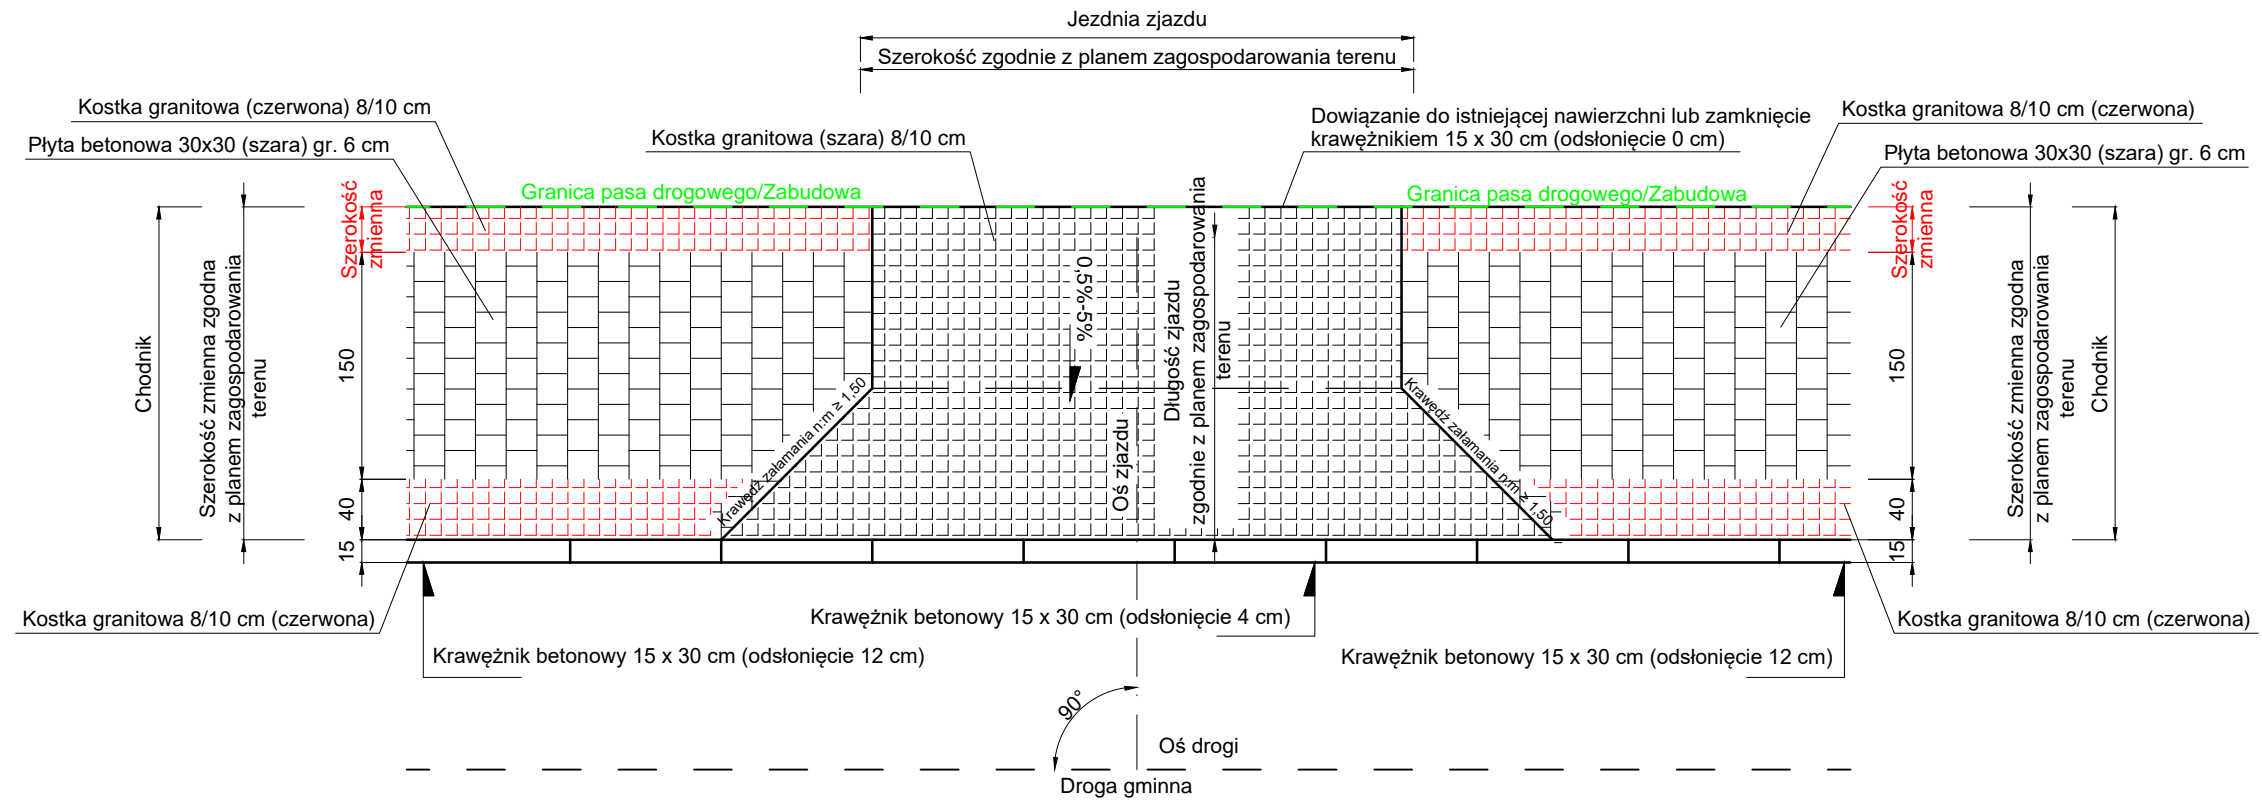 Jezdnia zjazdu
Szerokość zgodnie z planem zagospodarowania terenu
Kostka granitowa (czerwona) 8/10 cm
Płyta betonowa 30x30 (szara) gr. 6 cm
Kostka granitowa (szara) 8/10 cm
Dowiązanie do istniejącej nawierzchni lub zamknięcie
krawężnikiem 15 x 30 cm (odsłonięcie 0 cm)
Kostka granitowa 8/10 cm (czerwona)
Płyta betonowa 30x30 (szara) gr. 6 cm
Granica pasa drogowego/Zabudowa
Granica pasa drogowego/Zabudowa
Chodnik
Szerokość zmienna zgodna
z planem zagospodarowania
terenu
Szerokość
zmienna
150
40
15
Krawędź załamania n:m ≥ 1,50
0,5%-5%
Oś zjazdu
Długość zjazdu
zgodnie z planem zagospodarowania
terenu
Krawędź załamania n:m ≥ 1,50
Szerokość
zmienna
150
40
15
Szerokość zmienna zgodna
z planem zagospodarowania
terenu
Chodnik
Kostka granitowa 8/10 cm (czerwona)
Krawężnik betonowy 15 x 30 cm (odsłonięcie 4 cm)
Kostka granitowa 8/10 cm (czerwona)
Krawężnik betonowy 15 x 30 cm (odsłonięcie 12 cm)
Krawężnik betonowy 15 x 30 cm (odsłonięcie 12 cm)
90°
Oś drogi
Droga gminna